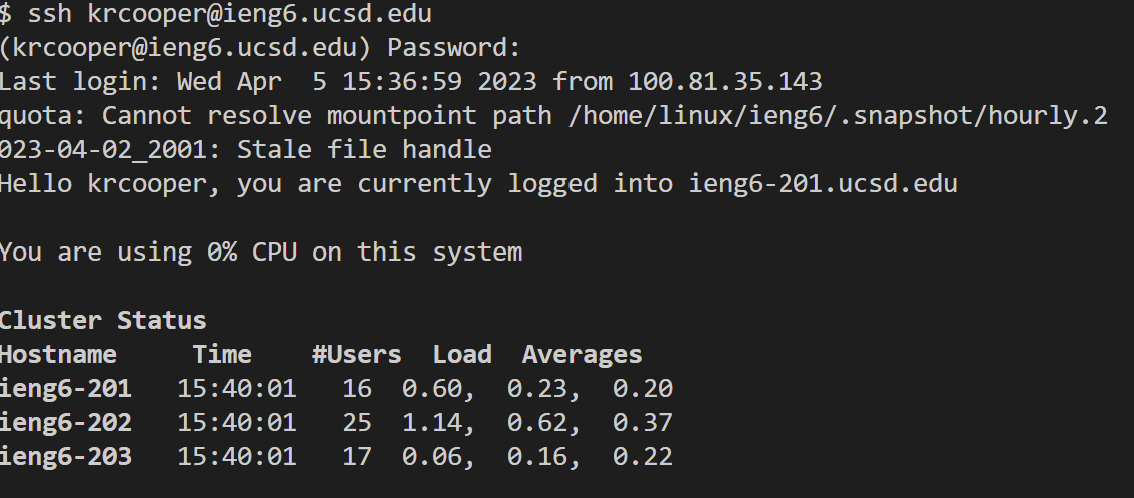 $ ssh krcooper@ieng6.ucsd.edu
(krcooper@ieng6.ucsd.edu) Password:
Last login: Wed Apr  5 15:36:59 2023 from 100.81.35.143
quota: Cannot resolve mountpoint path /home/linux/ieng6/.snapshot/hourly.2
023-04-02_2001: Stale file handle
Hello krcooper, you are currently logged into ieng6-201.ucsd.edu

You are using 0% CPU on this system

Cluster Status
Hostname     Time    #Users  Load  Averages
ieng6-201   15:40:01   16  0.60,  0.23,  0.20
ieng6-202   15:40:01   25  1.14,  0.62,  0.37
ieng6-203   15:40:01   17  0.06,  0.16,  0.22